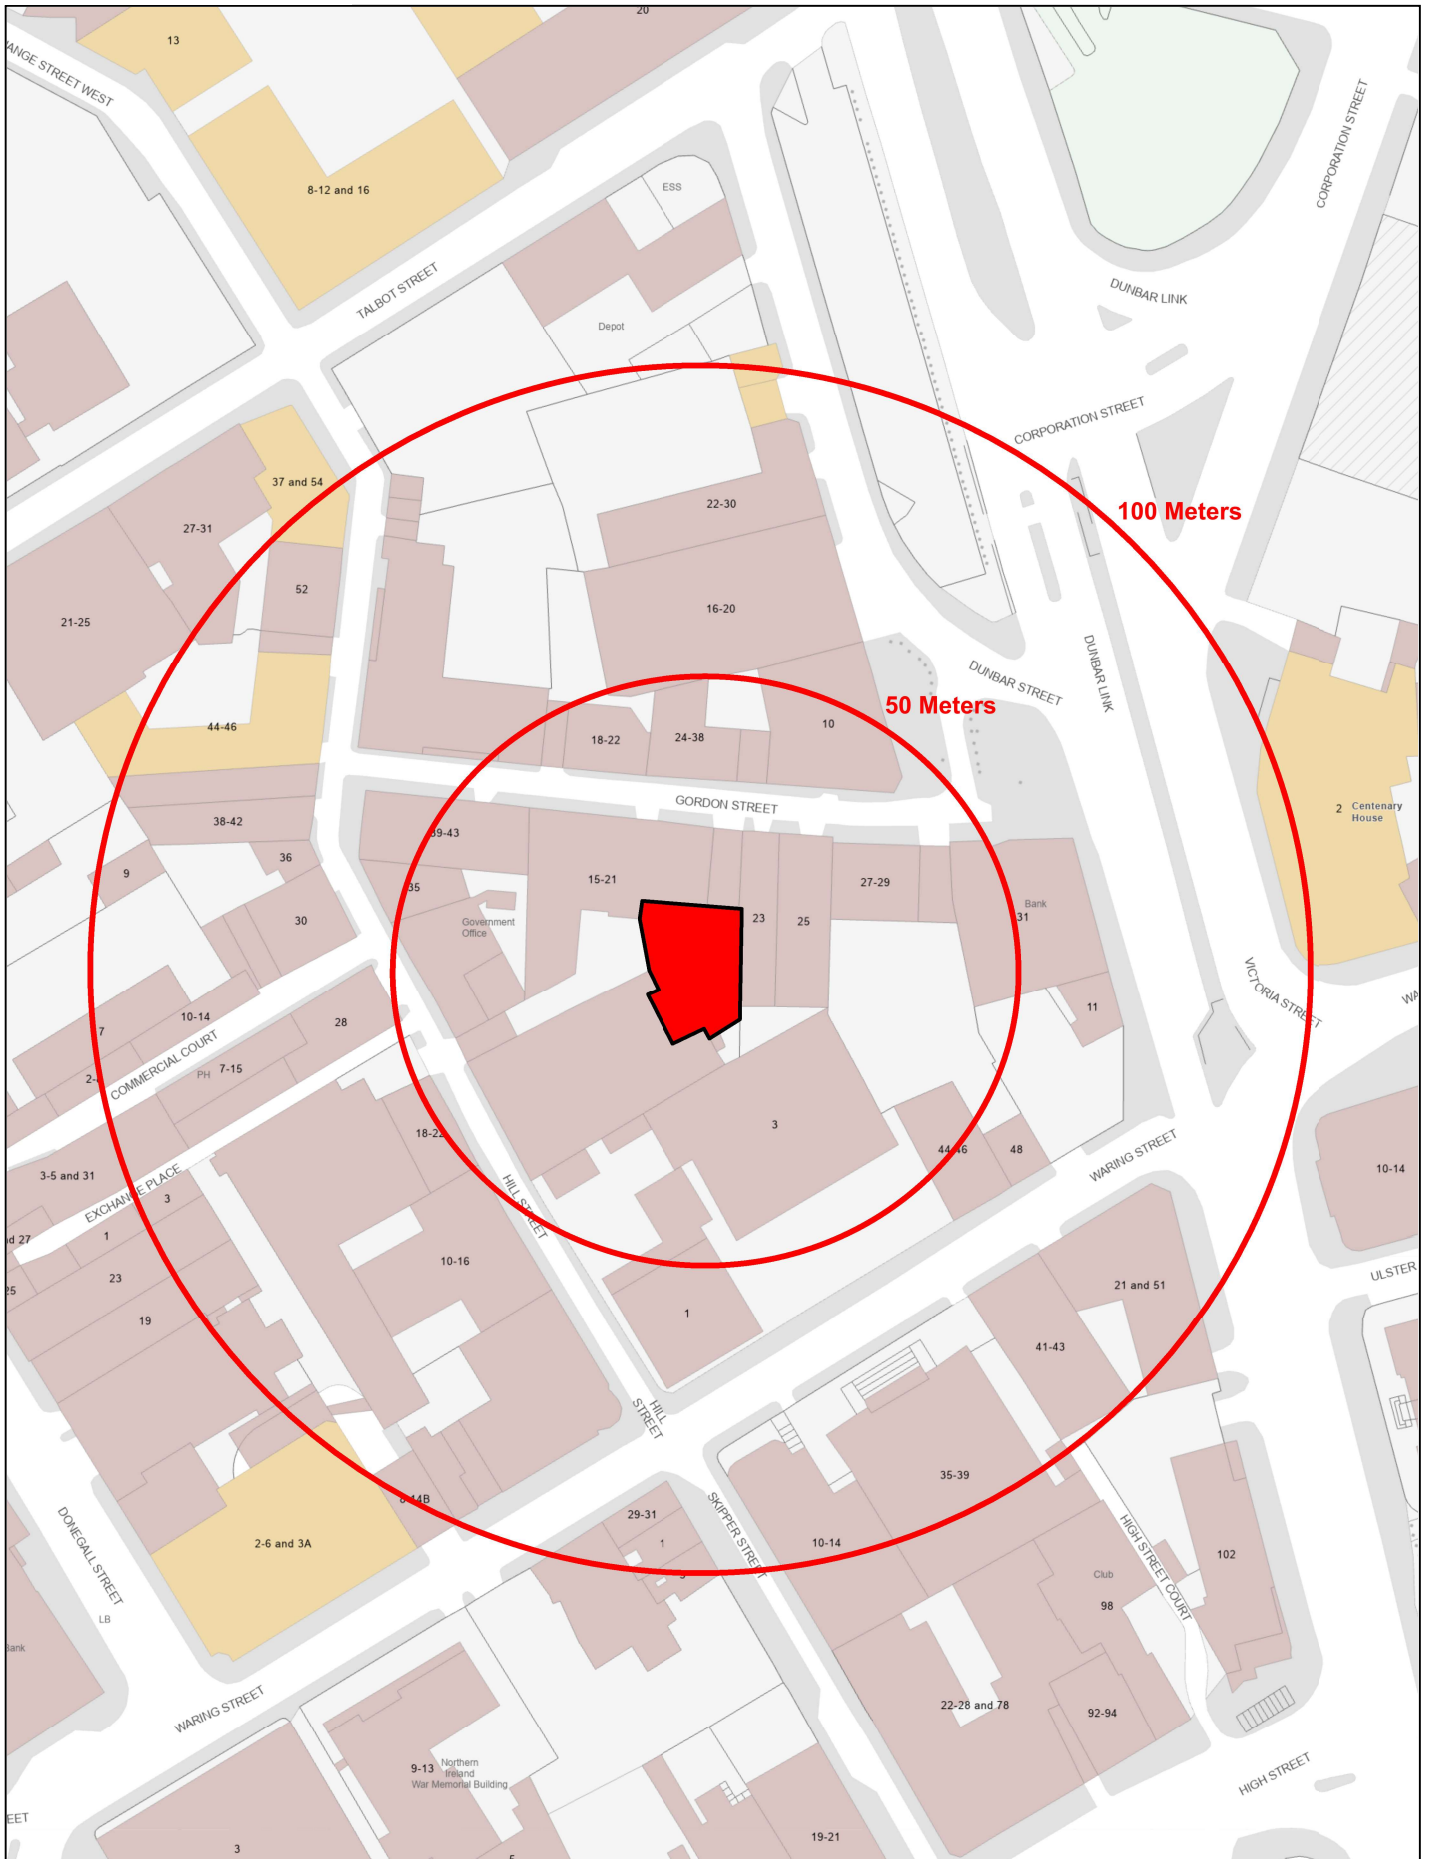 20
13
ANGE STREET WEST
CORPORATION STREET
8-12 and 16
ESS
TALBOT STREET
DUNBAR LINK
Depot
CORPORATION STREET
37 and 54
22-30
100 Meters
27-31
52
16-20
21-25
DUNBAR LINK
DUNBAR STREET
50 Meters
44-46
18-22
24-38
10
GORDON STREET
2
Centenary
House
38-42
39-43
36
9
35
15-21
27-29
Bank
31
30
Government
Office
23
25
VICTORIA STREET
WA
11
10-14
28
7
COMMERCIAL COURT
PH
7-15
3
18-22
44-46
48
WARING STREET
3-5 and 31
10-14
EXCHANGE PLACE
3
HILL STREET
1
d 27
10-16
23
25
ULSTER
21 and 51
19
1
41-43
HILL
STREET
35-39
SKIPPER STREET
29-31
1
10-14
HIGH STREET COURT
2-6 and 3A
DONEGALL STREET
102
Club
98
LB
Bank
WARING STREET
22-28 and 78
92-94
9-13
Northern
Ireland
War Memorial Building
HIGH STREET
EET
19-21
3